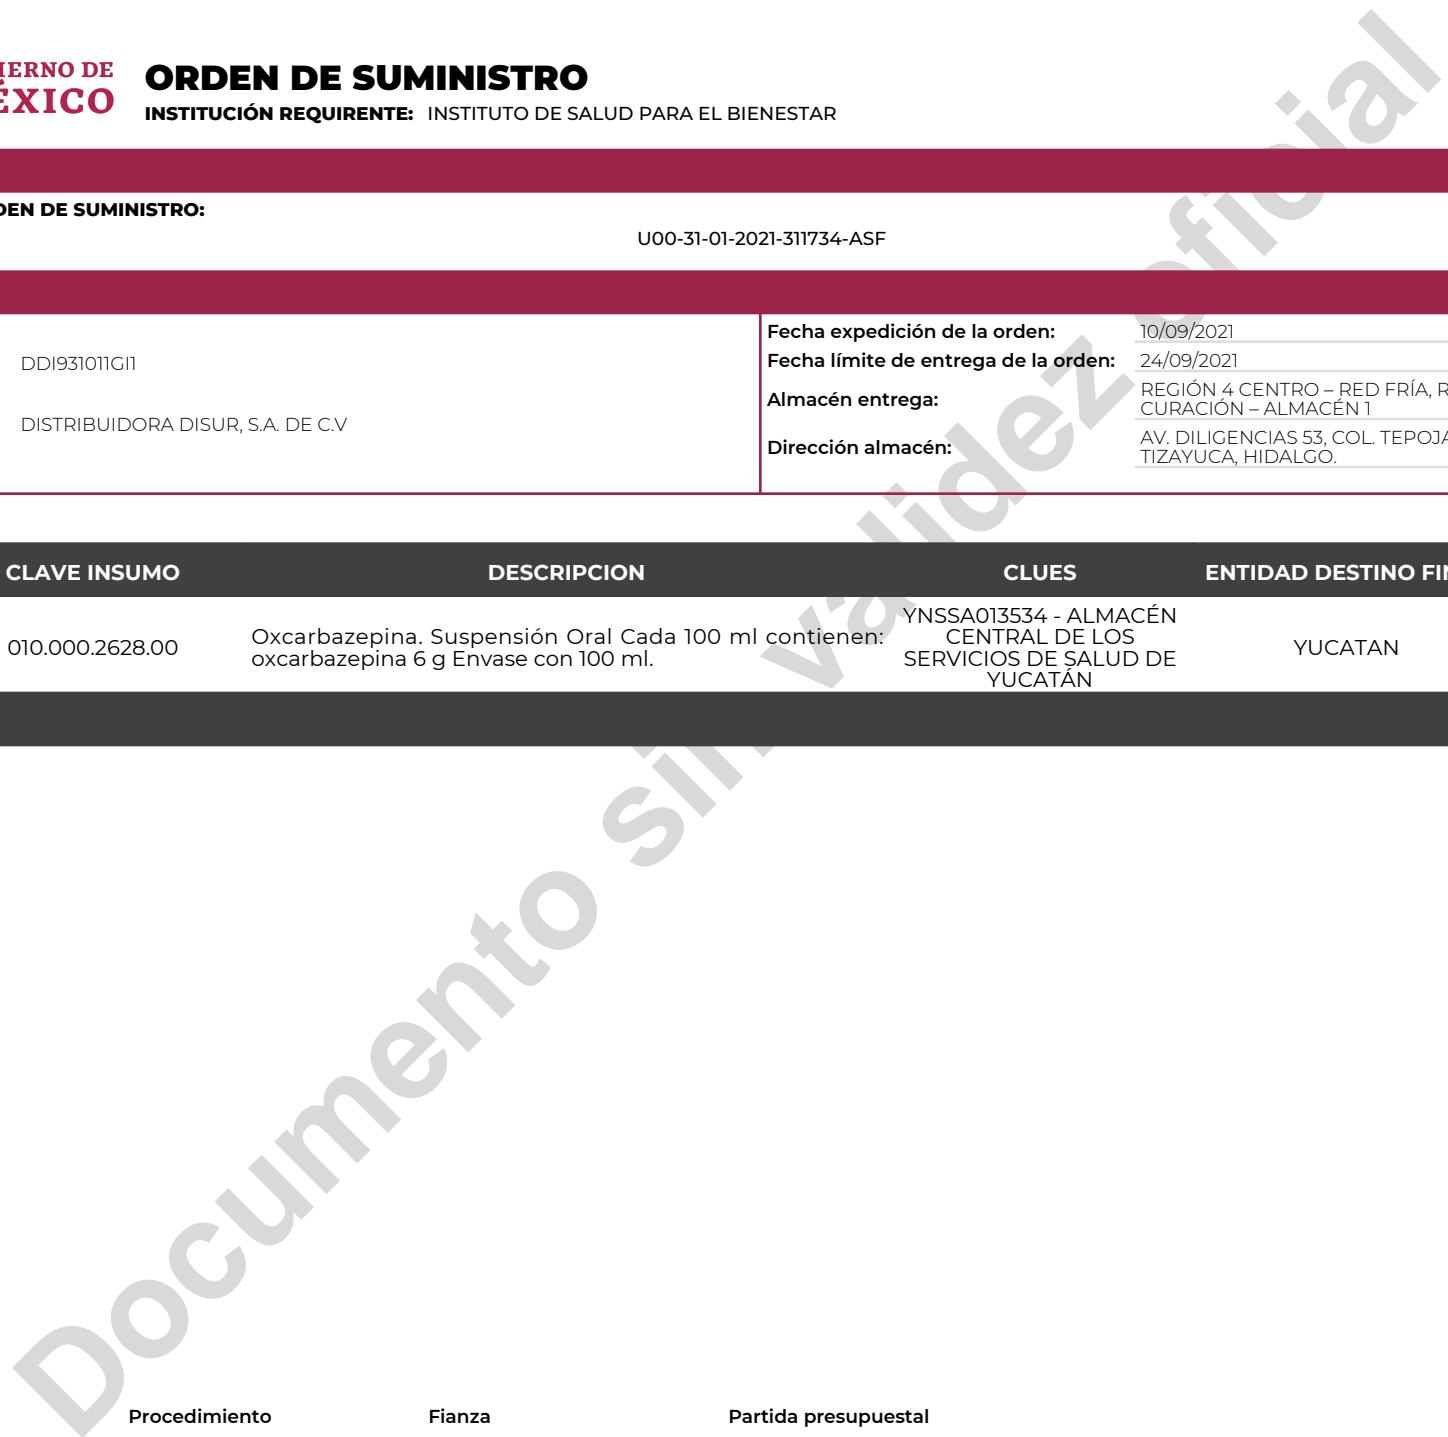 IERNO DE
ÉXICO
ORDEN DE SUMINISTRO
INSTITUCIÓN REQUIRENTE: INSTITUTO DE SALUD PARA EL BIENESTAR
DEN DE SUMINISTRO:
U00-31-01-2021-311734-ASF
DDI931011GI1
DISTRIBUIDORA DISUR, S.A. DE C.V
Fecha expedición de la orden: 10/09/2021
Fecha límite de entrega de la orden: 24/09/2021
Almacén entrega: REGIÓN 4 CENTRO – RED FRÍA, R
CURACIÓN – ALMACÉN 1
Dirección almacén: AV. DILIGENCIAS 53, COL. TEPOJA
TIZAYUCA, HIDALGO.
CLAVE INSUMO DESCRIPCION CLUES ENTIDAD DESTINO FIN
010.000.2628.00
Oxcarbazepina. Suspensión Oral Cada 100 ml contienen:
oxcarbazepina 6 g Envase con 100 ml.
YNSSA013534 - ALMACÉN
CENTRAL DE LOS
SERVICIOS DE SALUD DE
YUCATÁN
YUCATAN
Documento sin validez oficial
Procedimiento Fianza Partida presupuestal